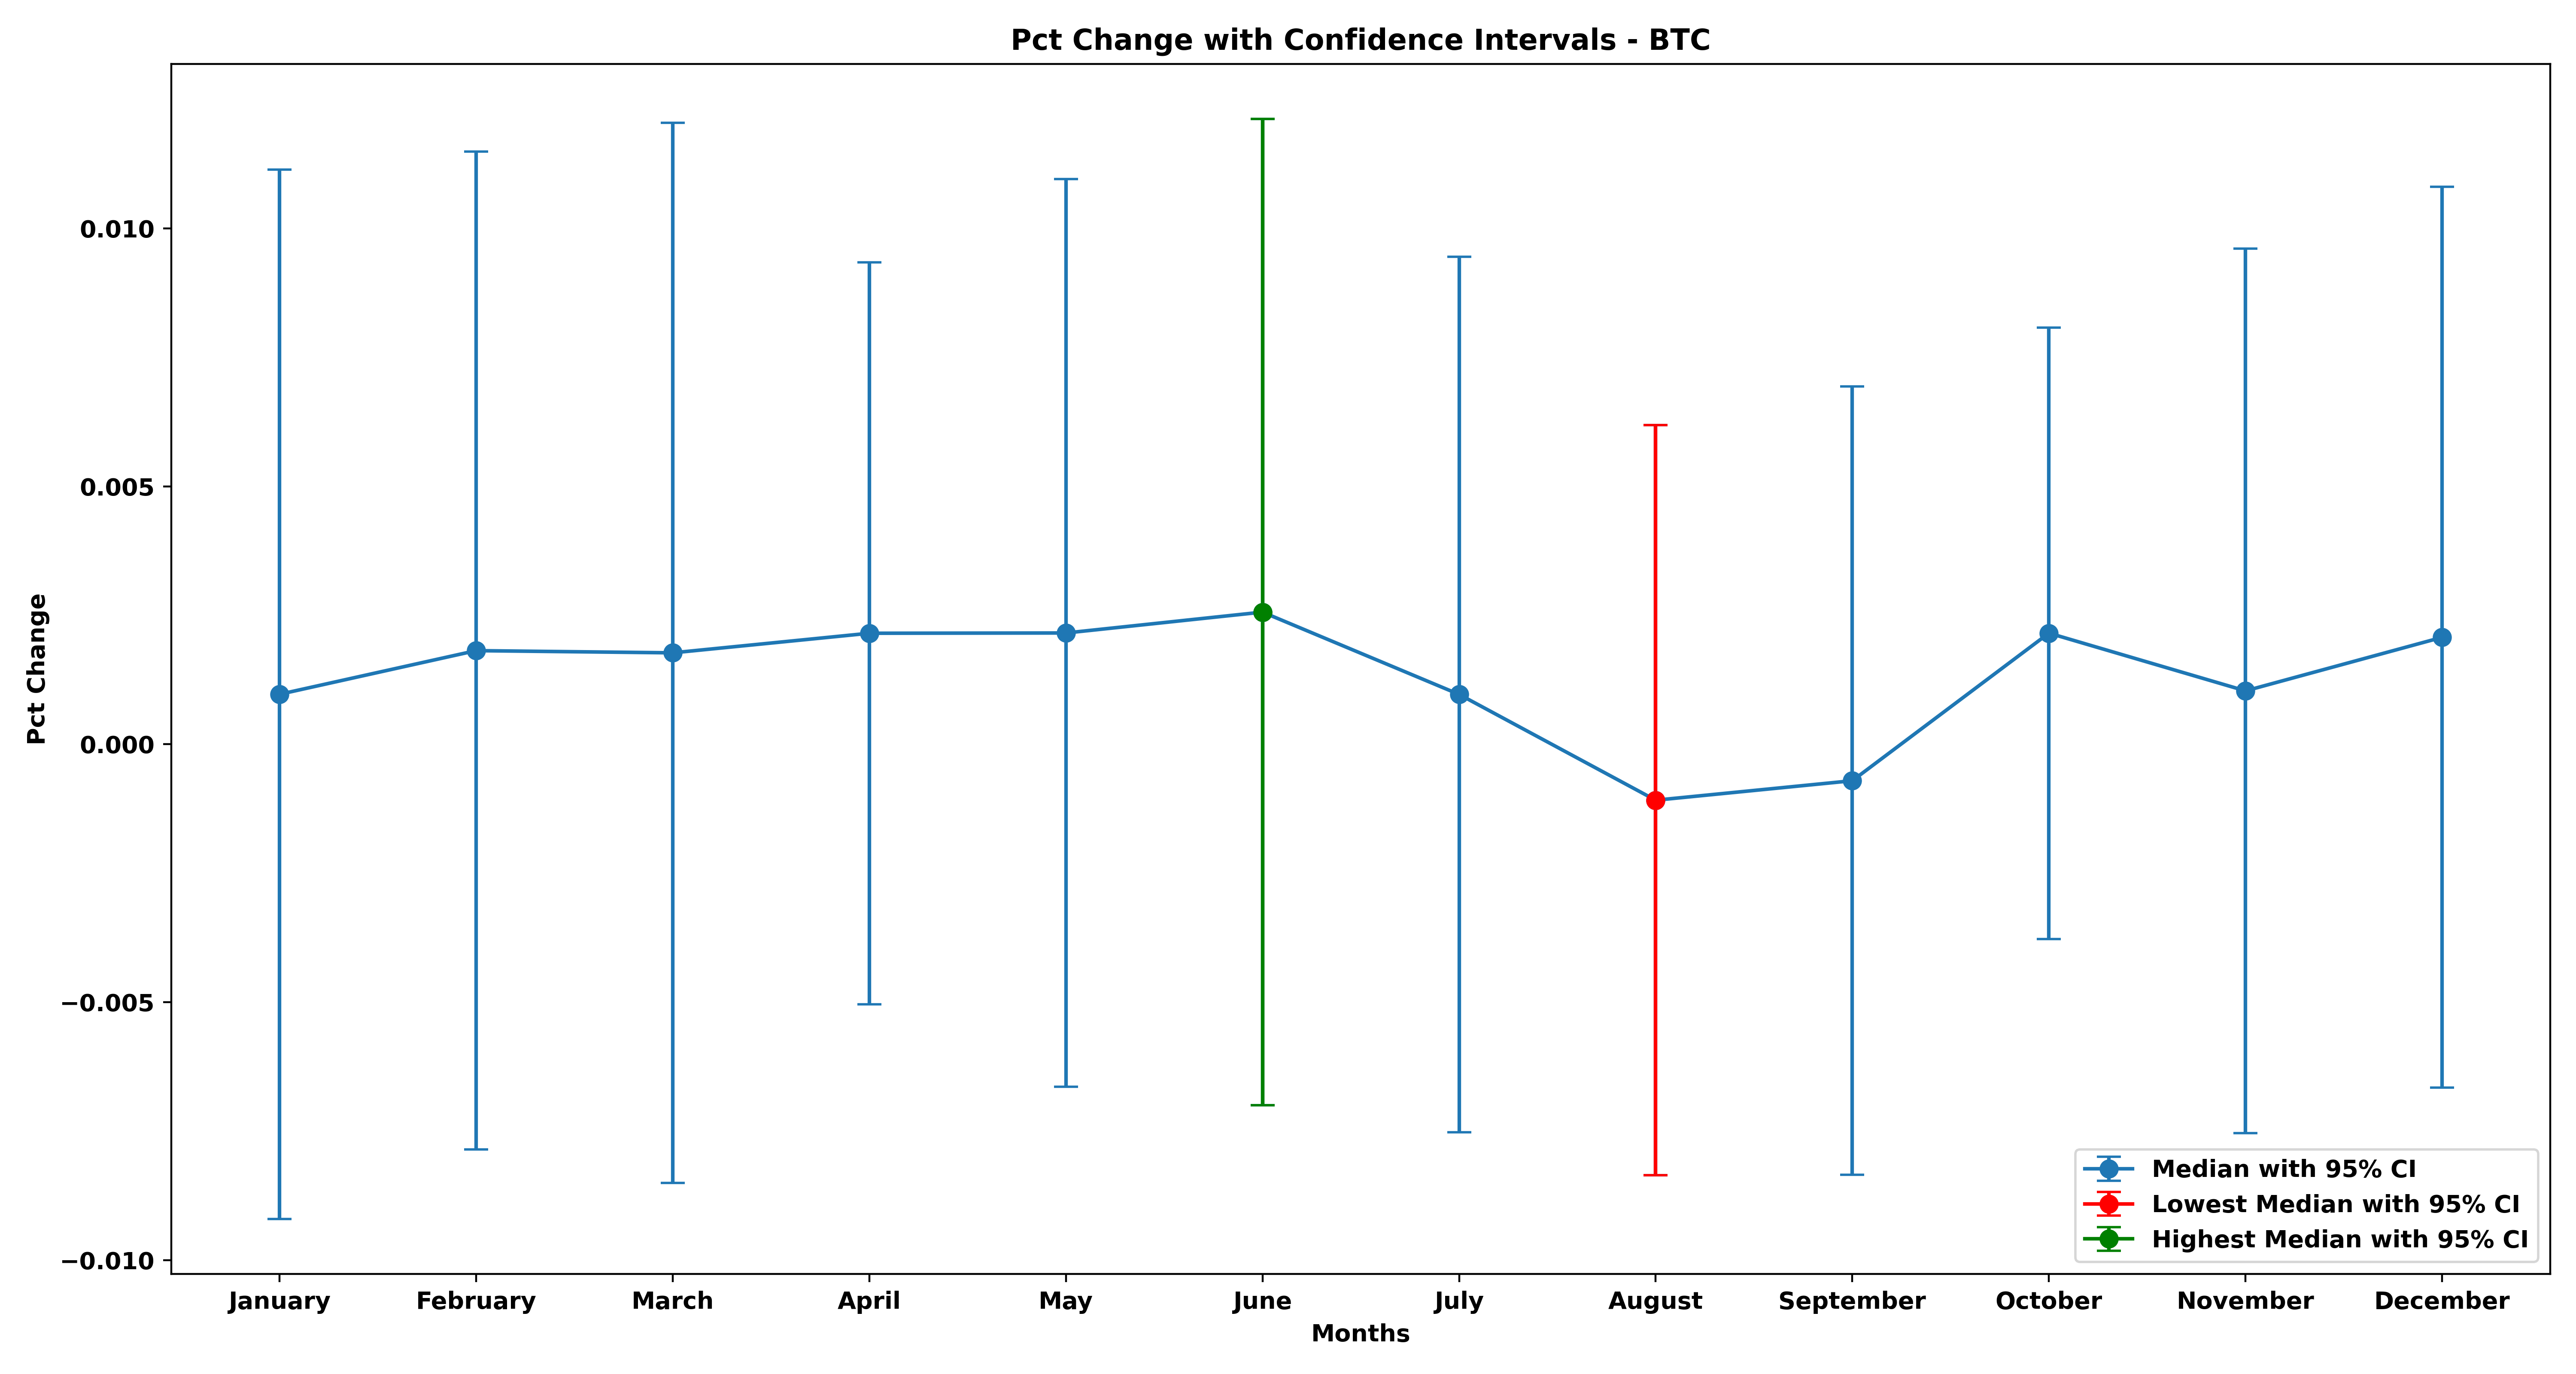 Pct Change with Confidence Intervals - BTC
Pct Change
0.010
0.005
0.000
−0.005
−0.010
Median with 95% CI
Lowest Median with 95% CI
Highest Median with 95% CI
January February March April May June July August September October November December
Months